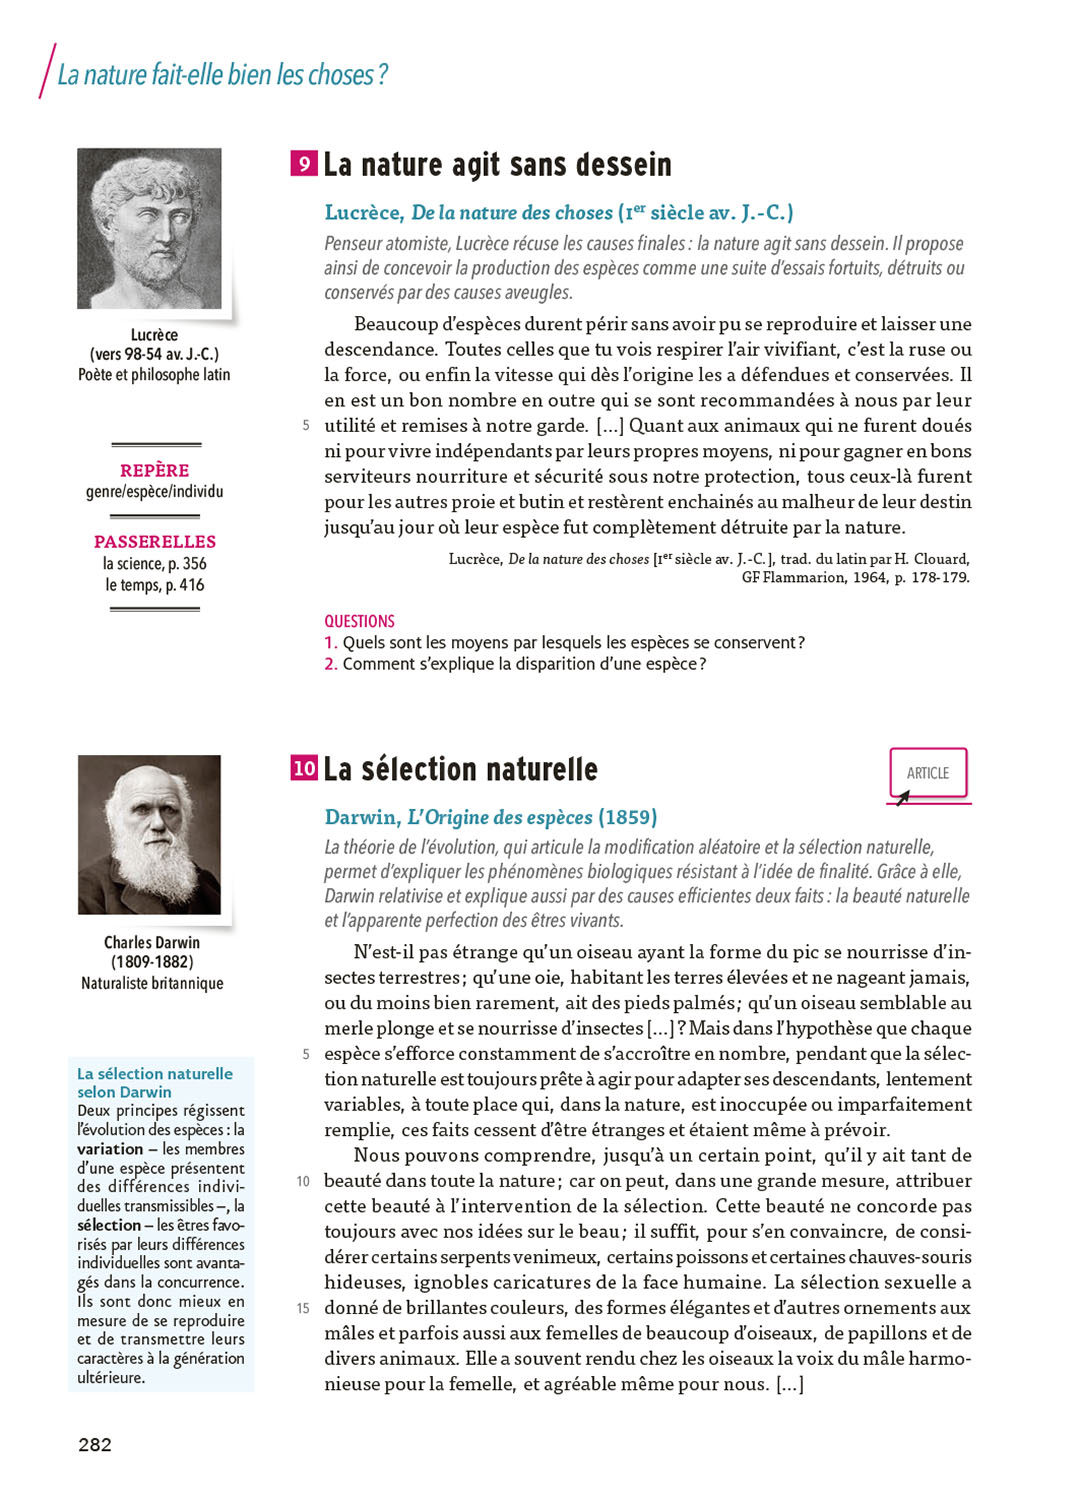 La nature fait-elle bien les choses ?
Lucrèce
(vers 98-54 av. J.-C.)
Poète et philosophe latin
REPÈRE
genre/espèce/individu
PASSERELLES
la science, p. 356
le temps, p. 416
9 La nature agit sans dessein
Lucrèce, De la nature des choses (Ier siècle av. J.-C.)
Penseur atomiste, Lucrèce récuse les causes finales : la nature agit sans dessein. Il propose
ainsi de concevoir la production des espèces comme une suite d’essais fortuits, détruits ou
conservés par des causes aveugles.
Beaucoup d’espèces durent périr sans avoir pu se reproduire et laisser une
descendance. Toutes celles que tu vois respirer l’air vivifiant, c’est la ruse ou
la force, ou enfin la vitesse qui dès l’origine les a défendues et conservées. Il
en est un bon nombre en outre qui se sont recommandées à nous par leur
5 utilité et remises à notre garde. [...] Quant aux animaux qui ne furent doués
ni pour vivre indépendants par leurs propres moyens, ni pour gagner en bons
serviteurs nourriture et sécurité sous notre protection, tous ceux-là furent
pour les autres proie et butin et restèrent enchainés au malheur de leur destin
jusqu’au jour où leur espèce fut complètement détruite par la nature.
Lucrèce, De la nature des choses [Ier siècle av. J.-C.], trad. du latin par H. Clouard,
GF Flammarion, 1964, p. 178-179.
QUESTIONS
1. Quels sont les moyens par lesquels les espèces se conservent ?
2. Comment s’explique la disparition d’une espèce ?
Charles Darwin
(1809-1882)
Naturaliste britannique
La sélection naturelle
selon Darwin
Deux principes régissent
l’évolution des espèces : la
variation – les membres
d’une espèce présentent
des différences indivi-
duelles transmissibles –, la
sélection – les êtres favo-
risés par leurs différences
individuelles sont avanta-
gés dans la concurrence.
Ils sont donc mieux en
mesure de se reproduire
et de transmettre leurs
caractères à la génération
ultérieure.
10 La sélection naturelle
ARTICLE
Darwin, L’Origine des espèces (1859)
La théorie de l’évolution, qui articule la modification aléatoire et la sélection naturelle,
permet d’expliquer les phénomènes biologiques résistant à l’idée de finalité. Grâce à elle,
Darwin relativise et explique aussi par des causes efficientes deux faits : la beauté naturelle
et l’apparente perfection des êtres vivants.
N’est-il pas étrange qu’un oiseau ayant la forme du pic se nourrisse d’in-
sectes terrestres ; qu’une oie, habitant les terres élevées et ne nageant jamais,
ou du moins bien rarement, ait des pieds palmés ; qu’un oiseau semblable au
merle plonge et se nourrisse d’insectes [...] ? Mais dans l’hypothèse que chaque
5 espèce s’efforce constamment de s’accroître en nombre, pendant que la sélec-
tion naturelle est toujours prête à agir pour adapter ses descendants, lentement
variables, à toute place qui, dans la nature, est inoccupée ou imparfaitement
remplie, ces faits cessent d’être étranges et étaient même à prévoir.
Nous pouvons comprendre, jusqu’à un certain point, qu’il y ait tant de
10 beauté dans toute la nature ; car on peut, dans une grande mesure, attribuer
cette beauté à l’intervention de la sélection. Cette beauté ne concorde pas
toujours avec nos idées sur le beau ; il suffit, pour s’en convaincre, de consi-
dérer certains serpents venimeux, certains poissons et certaines chauves-souris
hideuses, ignobles caricatures de la face humaine. La sélection sexuelle a
15 donné de brillantes couleurs, des formes élégantes et d’autres ornements aux
mâles et parfois aussi aux femelles de beaucoup d’oiseaux, de papillons et de
divers animaux. Elle a souvent rendu chez les oiseaux la voix du mâle harmo-
nieuse pour la femelle, et agréable même pour nous. [...]
282